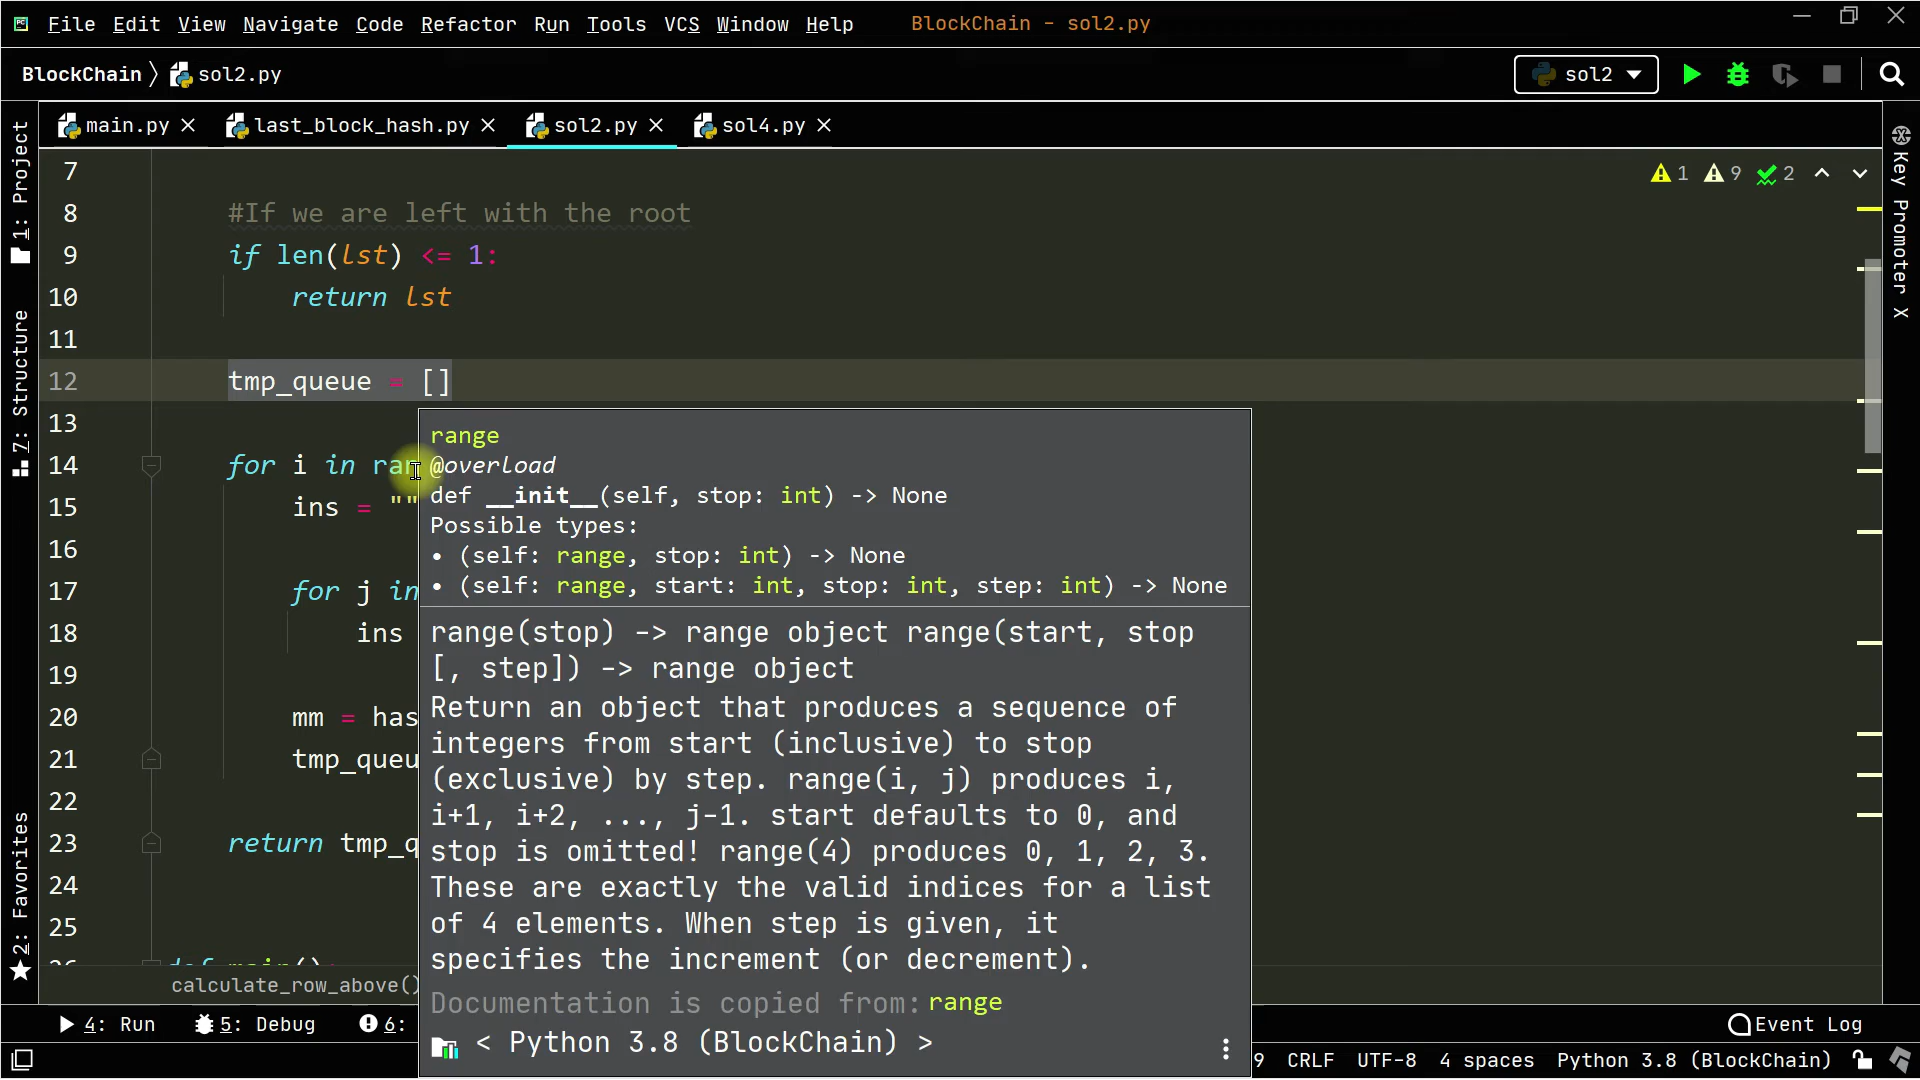 File Edit View Navigate Code Refactor Run Tools VCS Window Help BlockChain - sol2.py
BlockChain sol2.py sol2
main.py last_block_hash.py sol2.py sol4.py
1: Project
7: Structure
2: Favorites
Key Promoter X
1 9 2
7
8 #If we are left with the root
9 if len(lst) <= 1:
10 return lst
11
12 tmp_queue = []
13
14 for i in ran
15 ins = ""
16
17 for j in
18 ins
19
20 mm = has
21 tmp_queu
22
23 return tmp_q
24
25
26 def main():
calculate_row_above()
range
@overload
def __init__(self, stop: int) -> None
Possible types:
• (self: range, stop: int) -> None
• (self: range, start: int, stop: int, step: int) -> None
range(stop) -> range object range(start, stop
[, step]) -> range object
Return an object that produces a sequence of
integers from start (inclusive) to stop
(exclusive) by step. range(i, j) produces i,
i+1, i+2, ..., j-1. start defaults to 0, and
stop is omitted! range(4) produces 0, 1, 2, 3.
These are exactly the valid indices for a list
of 4 elements. When step is given, it
specifies the increment (or decrement).
Documentation is copied from: range
< Python 3.8 (BlockChain) >
4: Run 5: Debug 6: Event Log
9 CRLF UTF-8 4 spaces Python 3.8 (BlockChain)